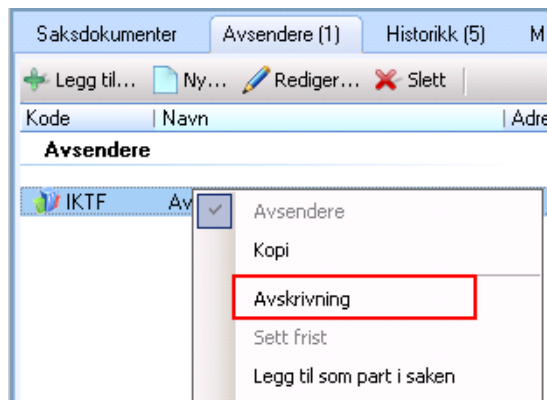 Saksdokumenter Avsendere (1) Historikk (5) M
Legg til... Ny... Rediger... Slett
Kode Navn Adre
Avsendere
IKTF Av
Avsendere
Kopi
Avskrivning
Sett frist
Legg til som part i saken